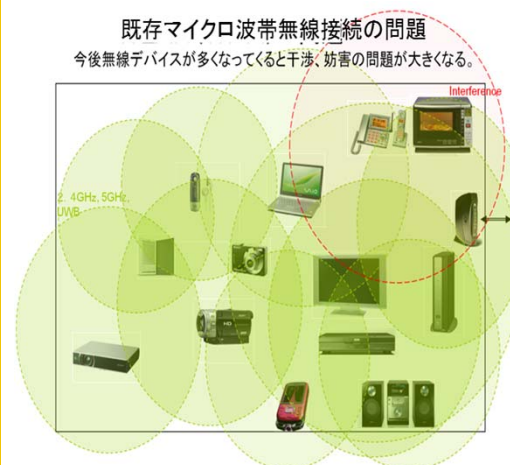 既存マイクロ波帯無線接続の問題
今後無線デバイスが多くなってくると干渉、妨害の問題が大きくなる。
Interference
2. 4GHz, 5GHz,
UWB
HD